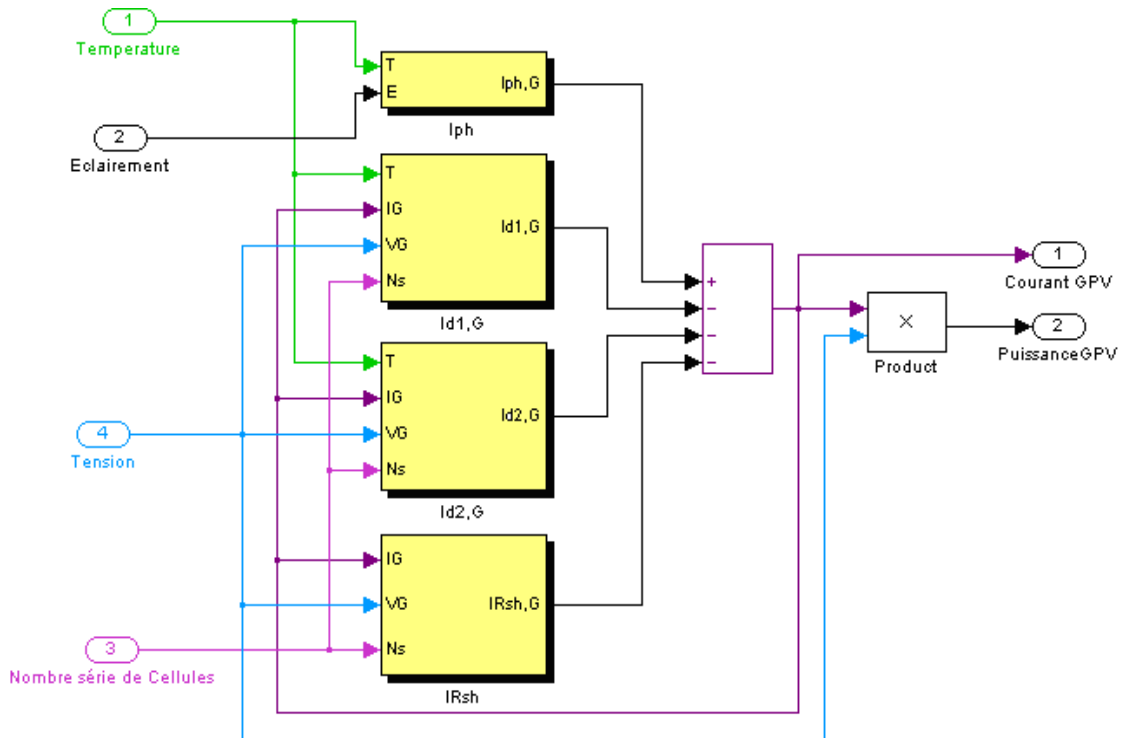 1
Temperature
2
Eclairement
T
E
Iph,G
Iph
T
IG
VG
Ns
Id1,G
Id1,G
T
IG
VG
Ns
Id2,G
Id2,G
4
Tension
IG
VG
Ns
IRsh,G
IRsh
3
Nombre série de Cellules
+
−
−
−
×
Product
1
Courant GPV
2
PuissanceGPV